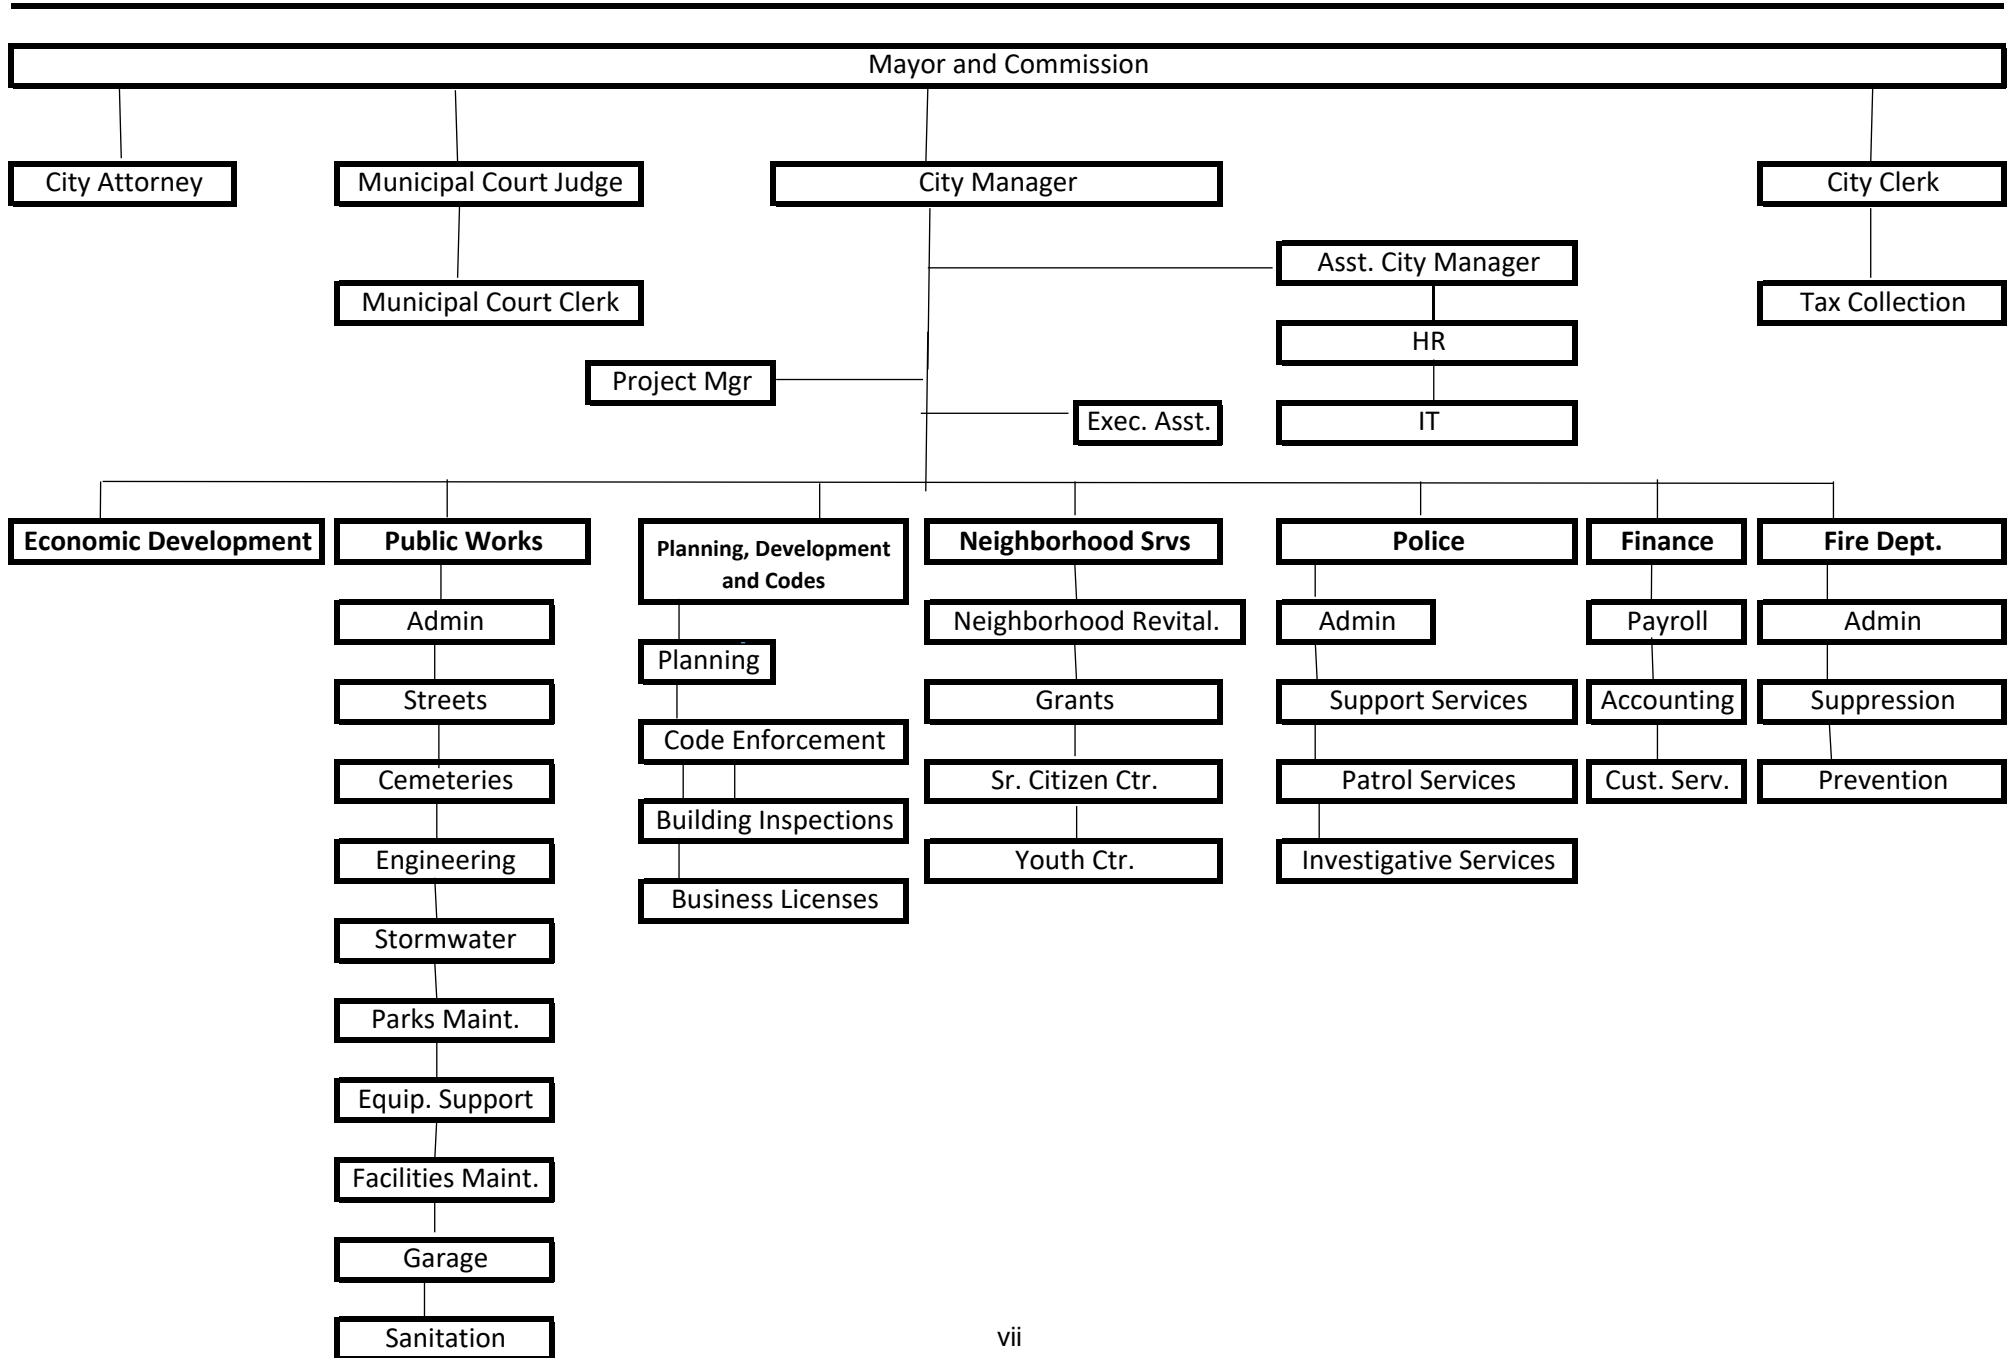 Mayor and Commission
City Attorney
Municipal Court Judge
City Manager
City Clerk
Asst. City Manager
Municipal Court Clerk
Tax Collection
HR
Project Mgr
Exec. Asst.
IT
Economic Development
Public Works
Planning, Development
and Codes
Neighborhood Srvs
Police
Finance
Fire Dept.
Admin
Neighborhood Revital.
Admin
Payroll
Admin
Planning
Streets
Grants
Support Services
Accounting
Suppression
Code Enforcement
Cemeteries
Sr. Citizen Ctr.
Patrol Services
Cust. Serv.
Prevention
Building Inspections
Engineering
Youth Ctr.
Investigative Services
Business Licenses
Stormwater
Parks Maint.
Equip. Support
Facilities Maint.
Garage
Sanitation
vii